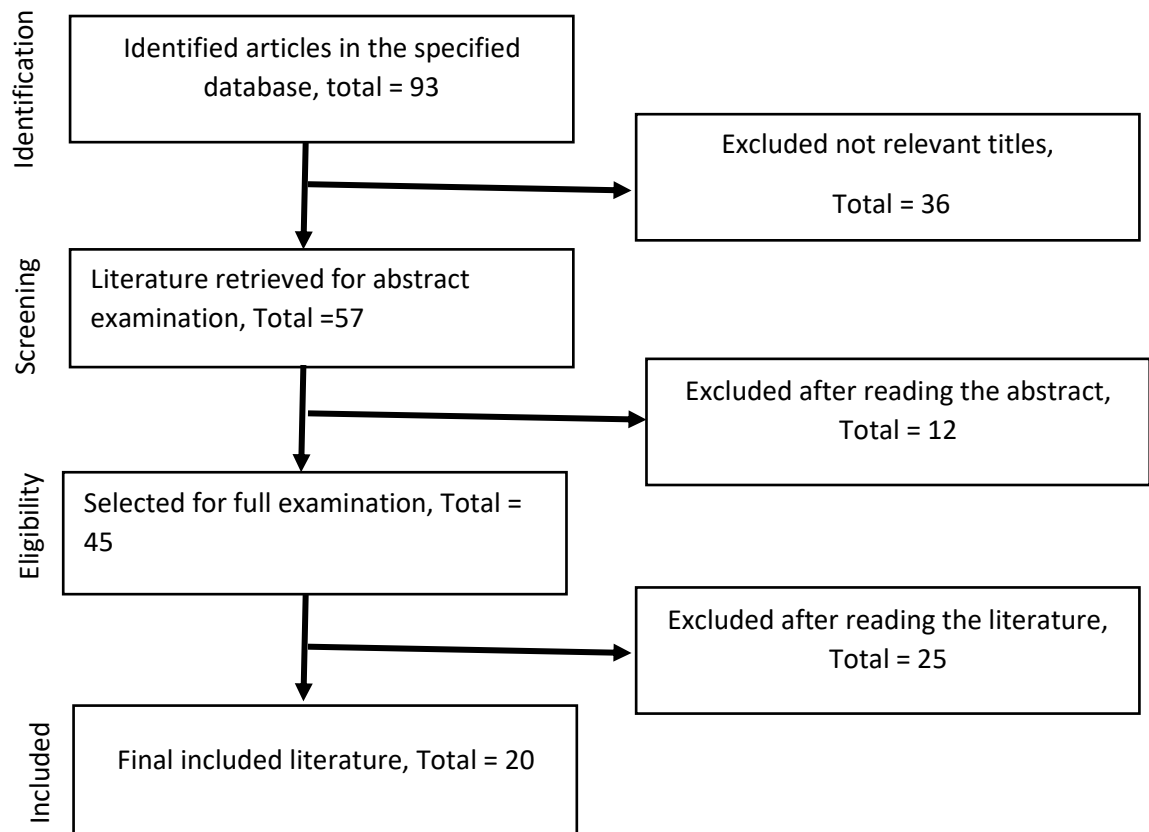 Identification
Identified articles in the specified
database, total = 93
Excluded not relevant titles,
Total = 36
Screening
Literature retrieved for abstract
examination, Total =57
Excluded after reading the abstract,
Total = 12
Eligibility
Selected for full examination, Total =
45
Excluded after reading the literature,
Total = 25
Included
Final included literature, Total = 20